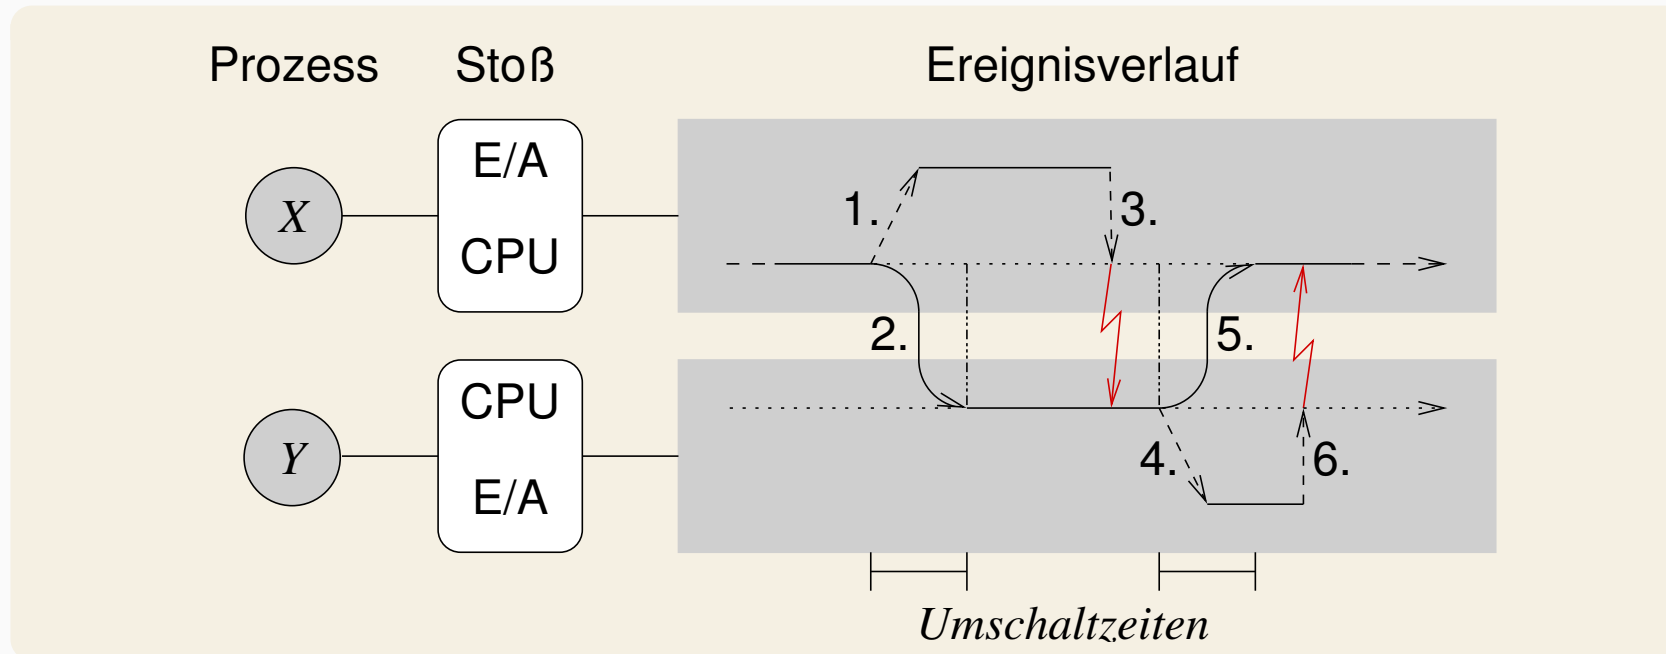 Prozess Stoß Ereignisverlauf
E/A
1. 3.
X
CPU
2. 5.
CPU
Y
4. 6.
E/A
Umschaltzeiten